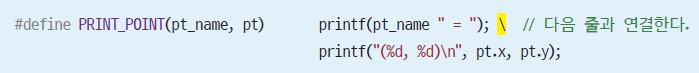 #define PRINT_POINT(pt_name, pt) printf(pt_name " = "); \ // 다음 줄과 연결한다.
printf("(%d, %d)\n", pt.x, pt.y);